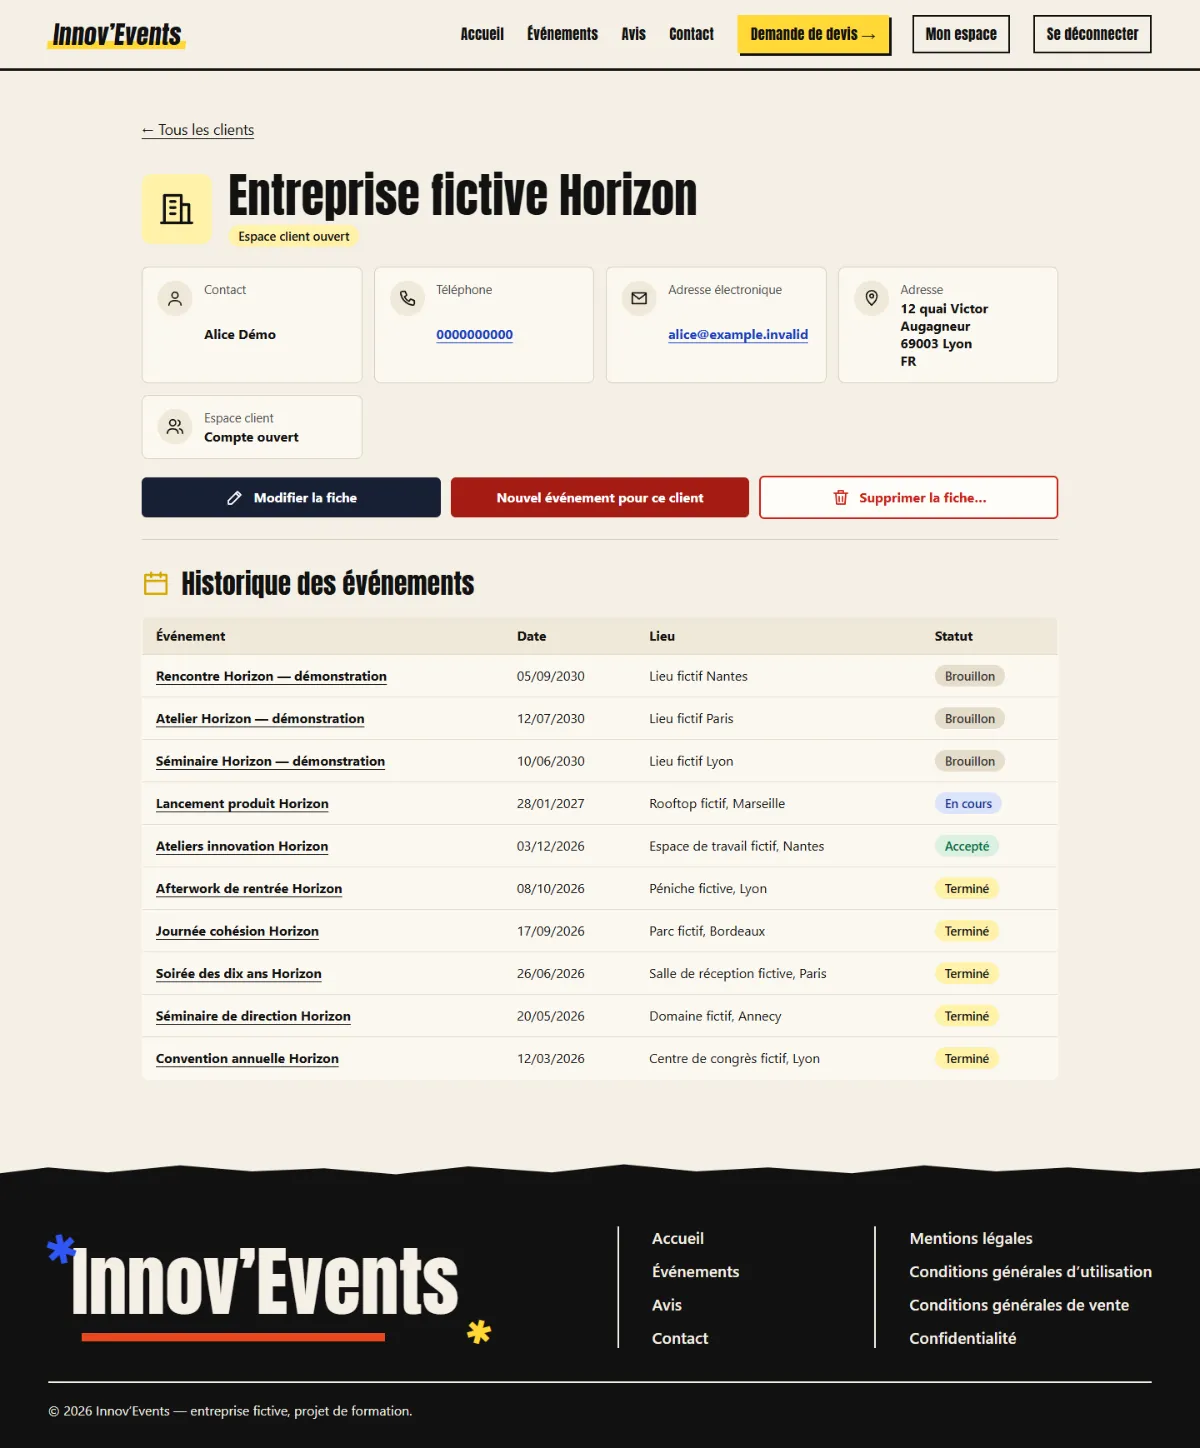 Innov'Events
Accueil Événements Avis Contact Demande de devis → Mon espace Se déconnecter
← Tous les clients
Entreprise fictive Horizon
Espace client ouvert
Contact
Alice Démo
Téléphone
0000000000
Adresse électronique
alice@example.invalid
Adresse
12 quai Victor
Augagneur
69003 Lyon
FR
Espace client
Compte ouvert
Modifier la fiche
Nouvel événement pour ce client
Supprimer la fiche…
Historique des événements
Événement Date Lieu Statut
Rencontre Horizon — démonstration 05/09/2030 Lieu fictif Nantes Brouillon
Atelier Horizon — démonstration 12/07/2030 Lieu fictif Paris Brouillon
Séminaire Horizon — démonstration 10/06/2030 Lieu fictif Lyon Brouillon
Lancement produit Horizon 28/01/2027 Rooftop fictif, Marseille En cours
Ateliers innovation Horizon 03/12/2026 Espace de travail fictif, Nantes Accepté
Afterwork de rentrée Horizon 08/10/2026 Péniche fictive, Lyon Terminé
Journée cohésion Horizon 17/09/2026 Parc fictif, Bordeaux Terminé
Soirée des dix ans Horizon 26/06/2026 Salle de réception fictive, Paris Terminé
Séminaire de direction Horizon 20/05/2026 Domaine fictif, Annecy Terminé
Convention annuelle Horizon 12/03/2026 Centre de congrès fictif, Lyon Terminé
Innov’Events
Accueil
Événements
Avis
Contact
Mentions légales
Conditions générales d’utilisation
Conditions générales de vente
Confidentialité
© 2026 Innov’Events — entreprise fictive, projet de formation.